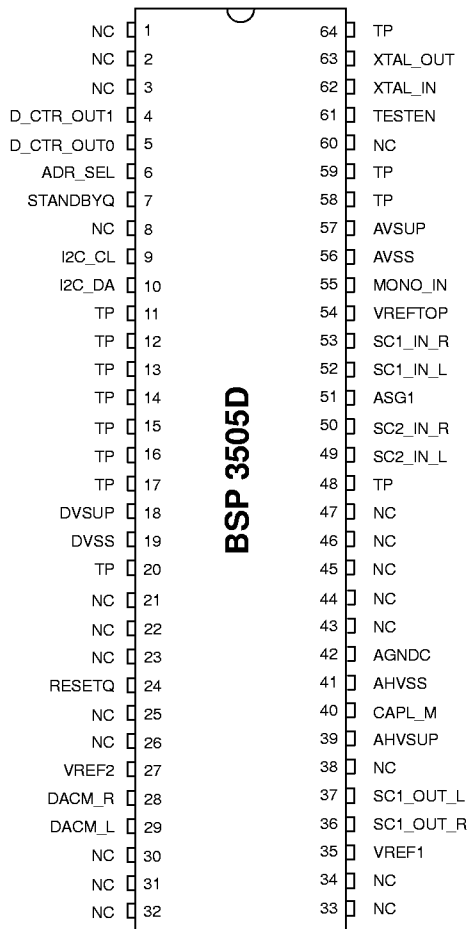 NC 1 64 TP
NC 2 63 XTAL_OUT
NC 3 62 XTAL_IN
D_CTR_OUT1 4 61 TESTEN
D_CTR_OUT0 5 60 NC
ADR_SEL 6 59 TP
STANDBYQ 7 58 TP
NC 8 57 AVSUP
I2C_CL 9 56 AVSS
I2C_DA 10 55 MONO_IN
TP 11 54 VREFTOP
TP 12 53 SC1_IN_R
TP 13 52 SC1_IN_L
TP 14 51 ASG1
TP 15 50 SC2_IN_R
TP 16 49 SC2_IN_L
TP 17 48 TP
DVSUP 18 47 NC
DVSS 19 46 NC
TP 20 45 NC
NC 21 44 NC
NC 22 43 NC
NC 23 42 AGNDC
RESETQ 24 41 AHVSS
NC 25 40 CAPL_M
NC 26 39 AHVSUP
VREF2 27 38 NC
DACM_R 28 37 SC1_OUT_L
DACM_L 29 36 SC1_OUT_R
NC 30 35 VREF1
NC 31 34 NC
NC 32 33 NC
BSP 3505D